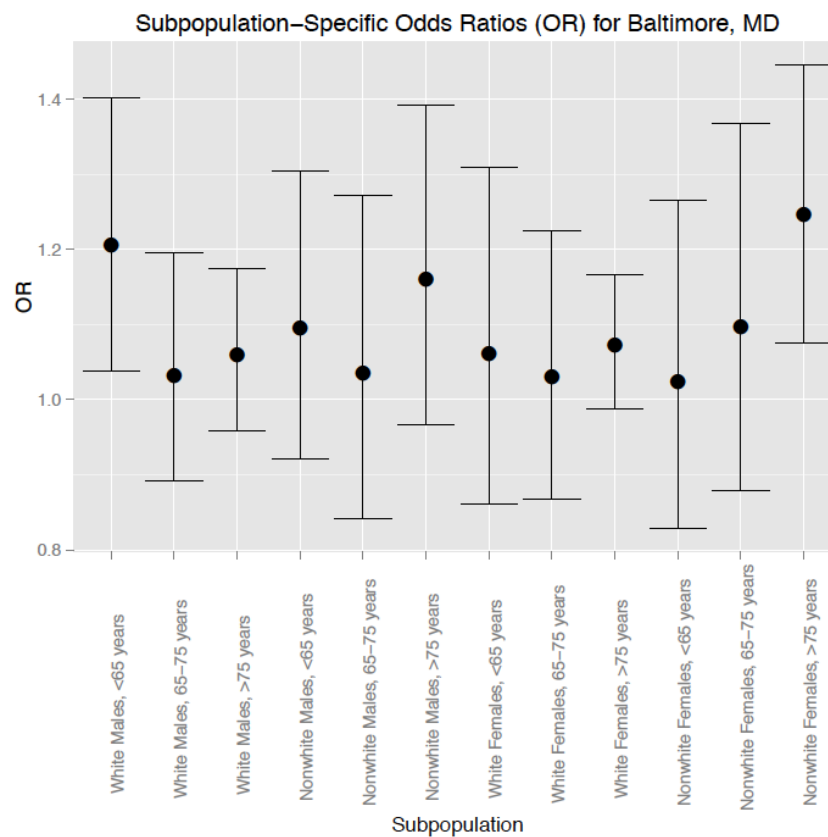 Subpopulation−Specific Odds Ratios (OR) for Baltimore, MD
1.4
1.2
1.0
0.8
OR
White Males, <65 years
White Males, 65−75 years
White Males, >75 years
Nonwhite Males, <65 years
Nonwhite Males, 65−75 years
Nonwhite Males, >75 years
White Females, <65 years
White Females, 65−75 years
White Females, >75 years
Nonwhite Females, <65 years
Nonwhite Females, 65−75 years
Nonwhite Females, >75 years
Subpopulation